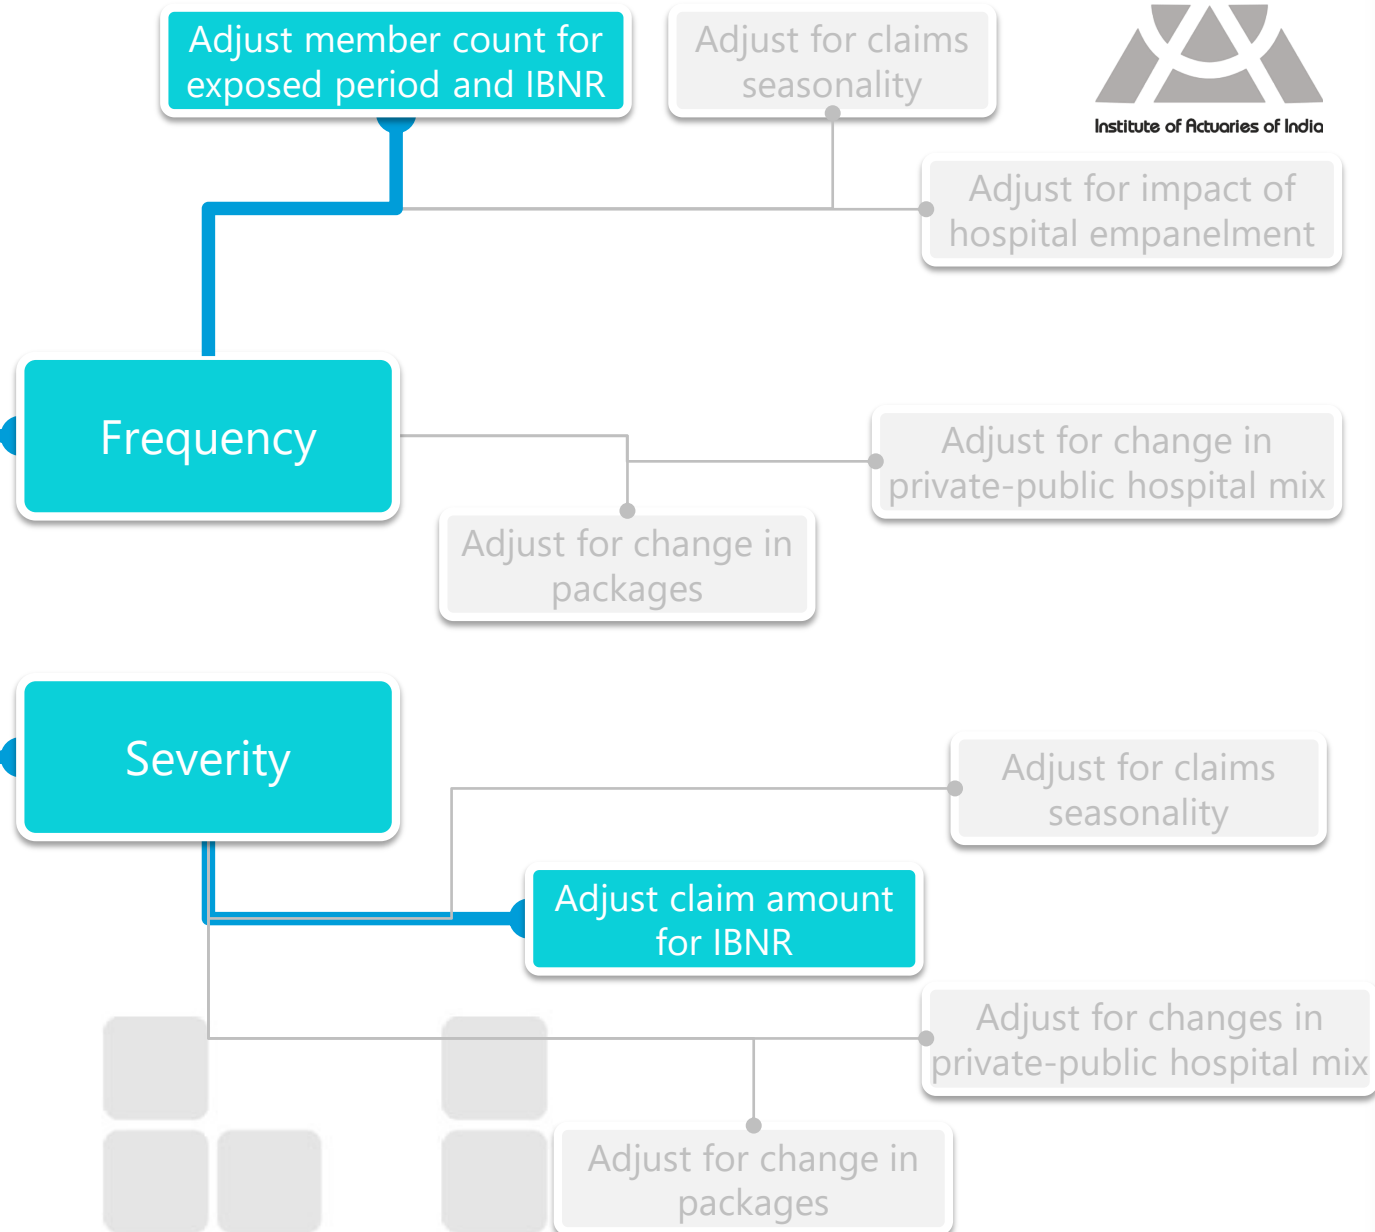 Adjust member count for
exposed period and IBNR
Adjust for claims
seasonality
Institute of Actuaries of India
Adjust for impact of
hospital empanelment
Frequency
Adjust for change in
private-public hospital mix
Adjust for change in
packages
Severity
Adjust for claims
seasonality
Adjust claim amount
for IBNR
Adjust for changes in
private-public hospital mix
Adjust for change in
packages